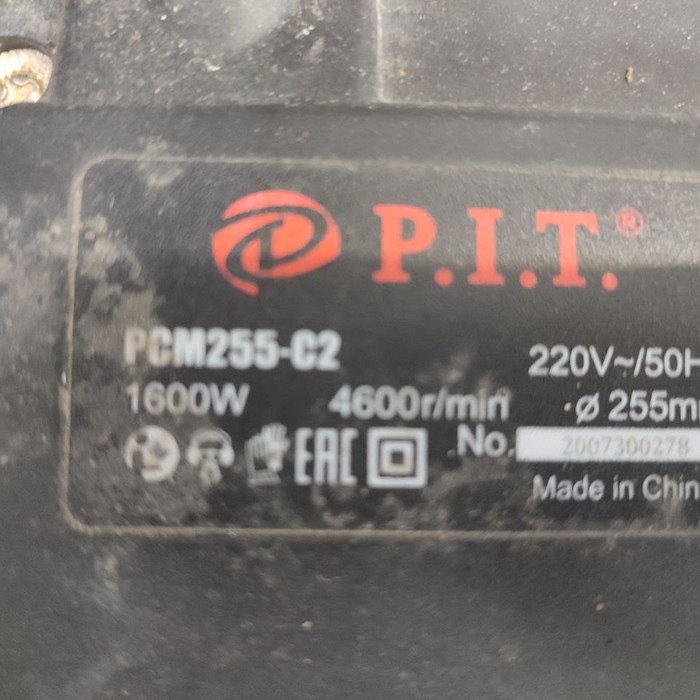 P.I.T.®
PCM255-C2
220V~/50H
1600W 4600r/min ø 255m
EAC No. 2007300278
Made in Chin